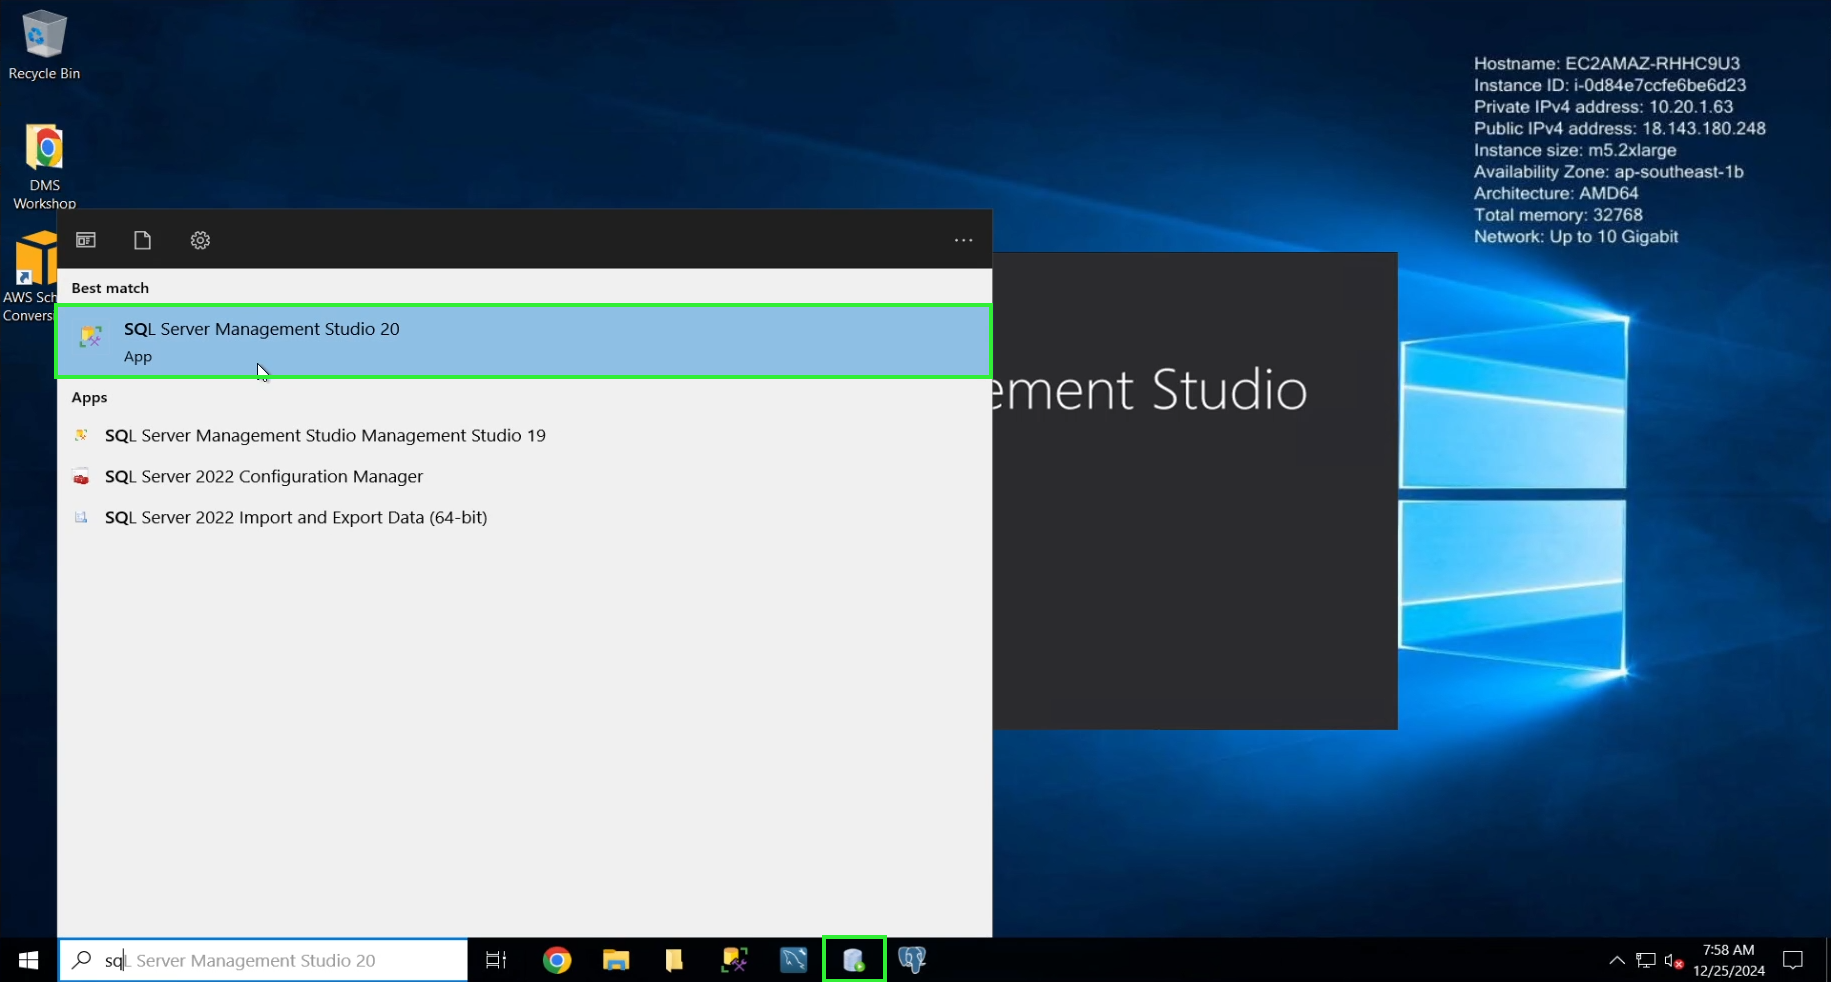 Recycle Bin
DMS
Workshop
AWS Sch
Convers
Hostname: EC2AMAZ-RHHC9U3
Instance ID: i-0d84e7ccfe6be6d23
Private IPv4 address: 10.20.1.63
Public IPv4 address: 18.143.180.248
Instance size: m5.2xlarge
Availability Zone: ap-southeast-1b
Architecture: AMD64
Total memory: 32768
Network: Up to 10 Gigabit
Best match
SQL Server Management Studio 20
App
Apps
SQL Server Management Studio Management Studio 19
SQL Server 2022 Configuration Manager
SQL Server 2022 Import and Export Data (64-bit)
ement Studio
sql Server Management Studio 20
7:58 AM
12/25/2024